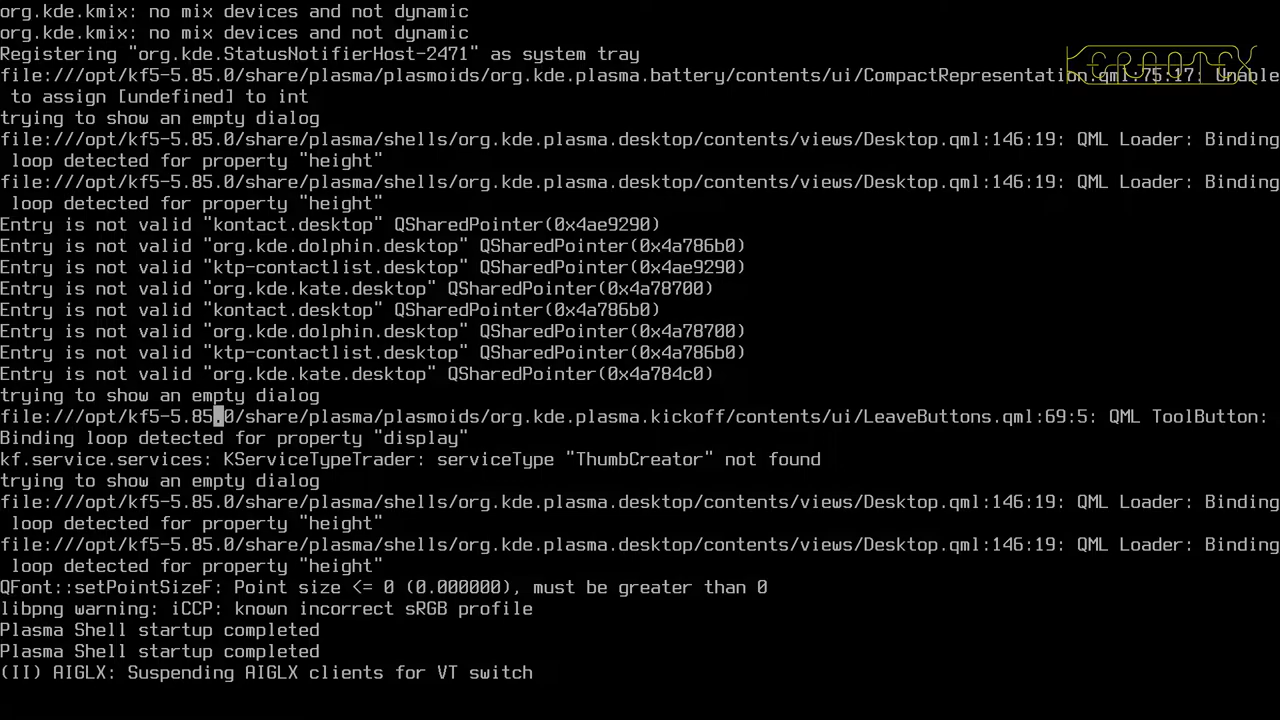 org.kde.kmix: no mix devices and not dynamic
org.kde.kmix: no mix devices and not dynamic
Registering "org.kde.StatusNotifierHost-2471" as system tray
file:///opt/kf5-5.85.0/share/plasma/plasmoids/org.kde.plasma.battery/contents/ui/CompactRepresentation.qml:75:17: Unable
to assign [undefined] to int
trying to show an empty dialog
file:///opt/kf5-5.85.0/share/plasma/shells/org.kde.plasma.desktop/contents/views/Desktop.qml:146:19: QML Loader: Binding
loop detected for property "height"
file:///opt/kf5-5.85.0/share/plasma/shells/org.kde.plasma.desktop/contents/views/Desktop.qml:146:19: QML Loader: Binding
loop detected for property "height"
Entry is not valid "kontact.desktop" QSharedPointer(0x4ae9290)
Entry is not valid "org.kde.dolphin.desktop" QSharedPointer(0x4a786b0)
Entry is not valid "ktp-contactlist.desktop" QSharedPointer(0x4ae9290)
Entry is not valid "org.kde.kate.desktop" QSharedPointer(0x4a78700)
Entry is not valid "kontact.desktop" QSharedPointer(0x4a786b0)
Entry is not valid "org.kde.dolphin.desktop" QSharedPointer(0x4a78700)
Entry is not valid "ktp-contactlist.desktop" QSharedPointer(0x4a786b0)
Entry is not valid "org.kde.kate.desktop" QSharedPointer(0x4a784c0)
trying to show an empty dialog
file:///opt/kf5-5.85.0/share/plasma/plasmoids/org.kde.plasma.kickoff/contents/ui/LeaveButtons.qml:69:5: QML ToolButton:
Binding loop detected for property "display"
kf.service.services: KServiceTypeTrader: serviceType "ThumbCreator" not found
trying to show an empty dialog
file:///opt/kf5-5.85.0/share/plasma/shells/org.kde.plasma.desktop/contents/views/Desktop.qml:146:19: QML Loader: Binding
loop detected for property "height"
file:///opt/kf5-5.85.0/share/plasma/shells/org.kde.plasma.desktop/contents/views/Desktop.qml:146:19: QML Loader: Binding
loop detected for property "height"
QFont::setPointSizeF: Point size <= 0 (0.000000), must be greater than 0
libpng warning: iCCP: known incorrect sRGB profile
Plasma Shell startup completed
Plasma Shell startup completed
(II) AIGLX: Suspending AIGLX clients for VT switch